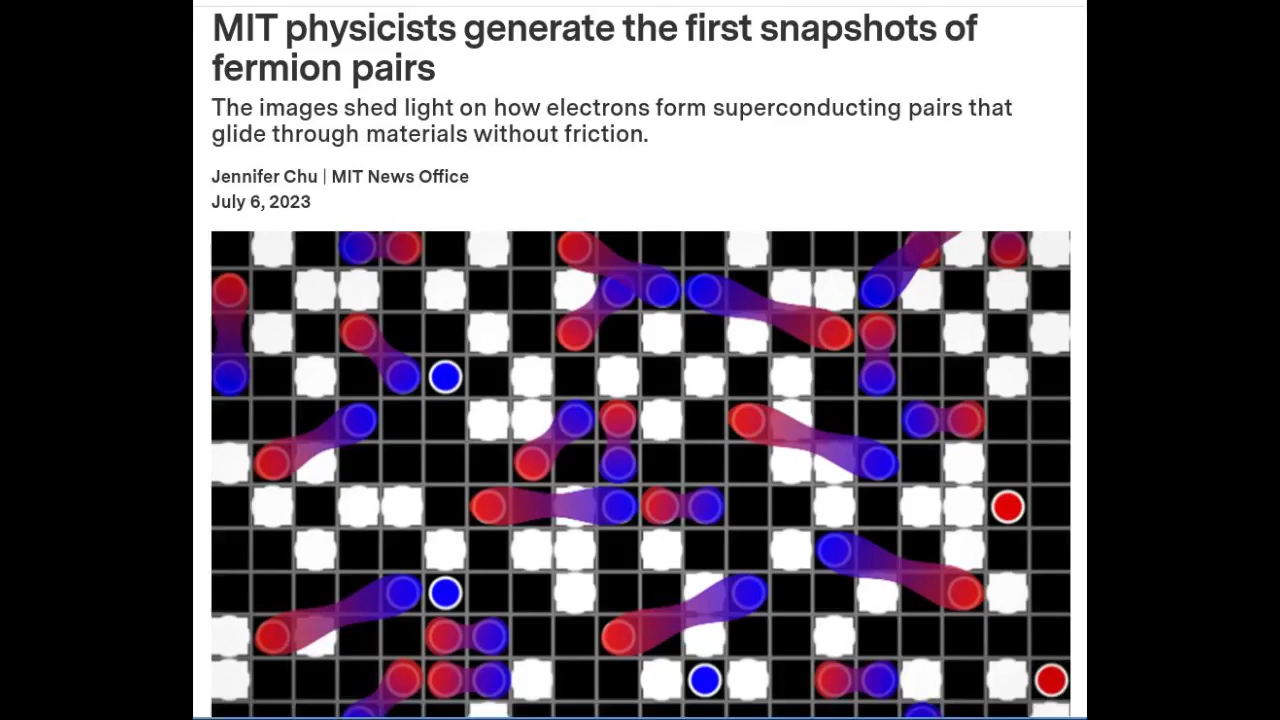 MIT physicists generate the first snapshots of
fermion pairs
The images shed light on how electrons form superconducting pairs that
glide through materials without friction.
Jennifer Chu | MIT News Office
July 6, 2023